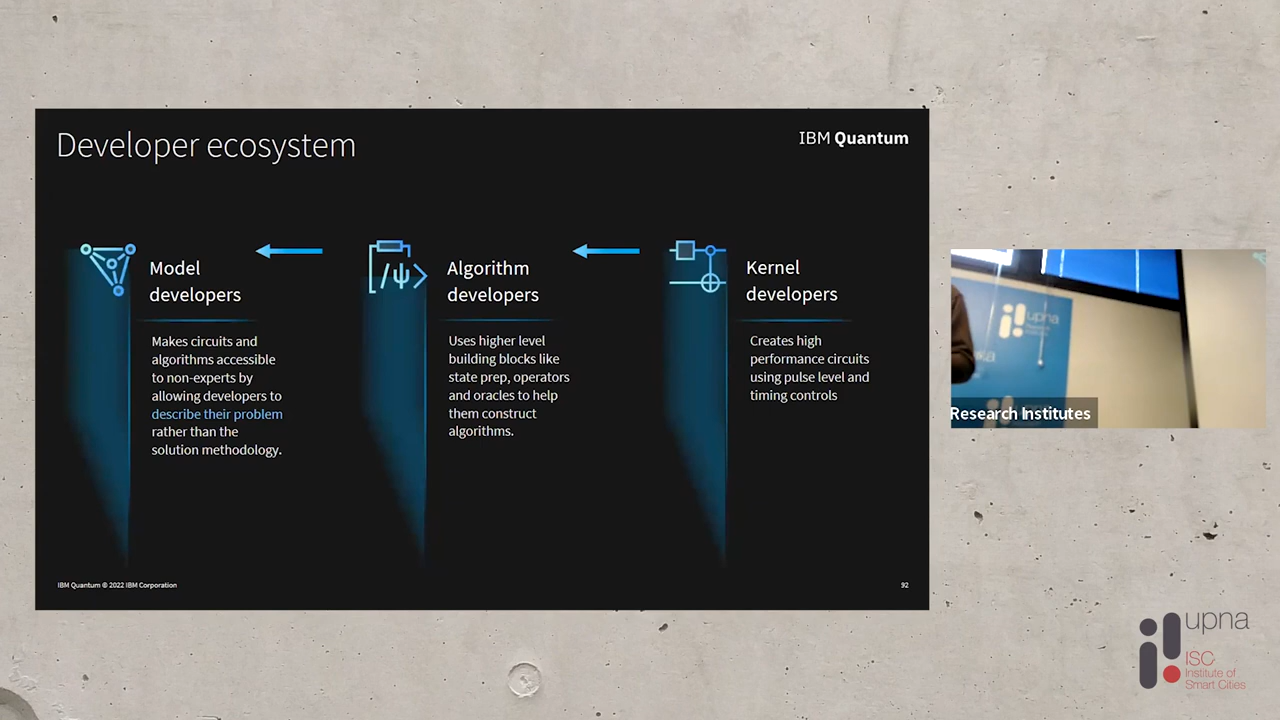 Developer ecosystem
IBM Quantum
Model
developers
Makes circuits and
algorithms accessible
to non-experts by
allowing developers to
describe their problem
rather than the
solution methodology.
Algorithm
developers
Uses higher level
building blocks like
state prep, operators
and oracles to help
them construct
algorithms.
Kernel
developers
Creates high
performance circuits
using pulse level and
timing controls
IBM Quantum © 2022 IBM Corporation
92
upna
Research Institutes
upna
ISC
Institute of
Smart Cities